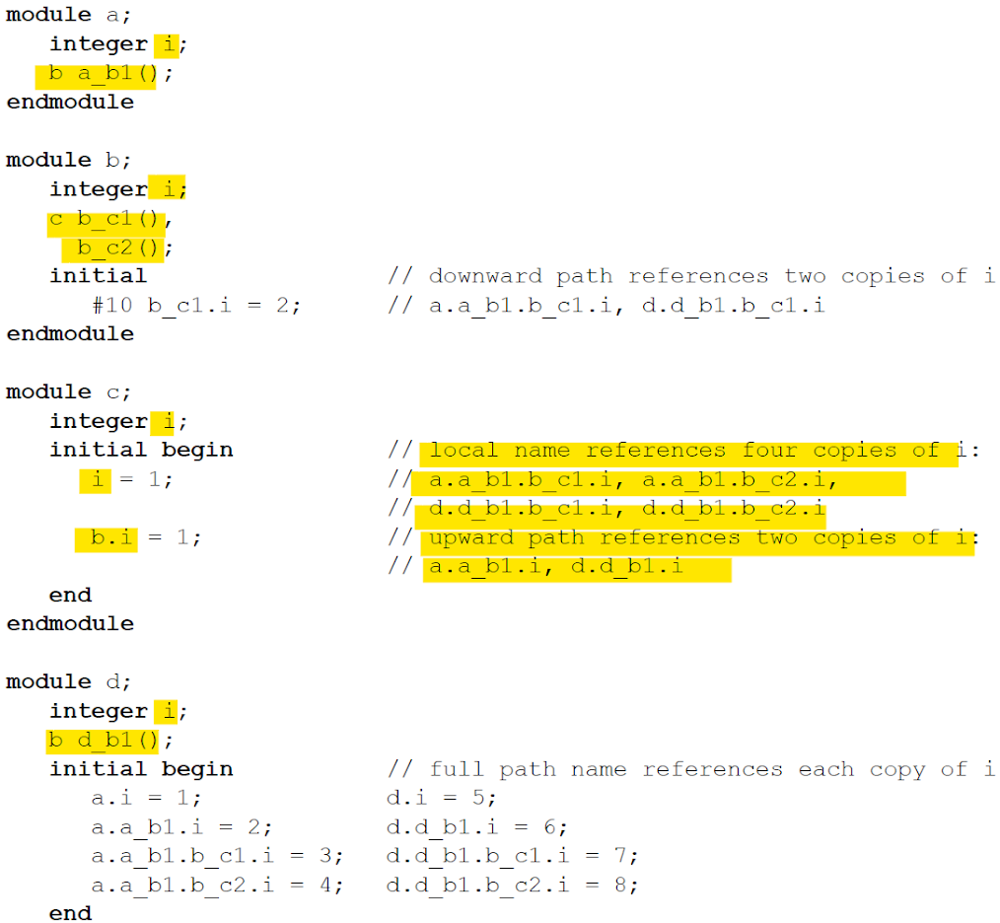 module a;
integer i;
b a_b1();
endmodule
module b;
integer i;
c b_c1(),
b_c2();
initial // downward path references two copies of i
#10 b_c1.i = 2; // a.a_b1.b_c1.i, d.d_b1.b_c1.i
endmodule
module c;
integer i;
initial begin // local name references four copies of i:
i = 1; // a.a_b1.b_c1.i, a.a_b1.b_c2.i,
// d.d_b1.b_c1.i, d.d_b1.b_c2.i
b.i = 1; // upward path references two copies of i:
// a.a_b1.i, d.d_b1.i
end
endmodule
module d;
integer i;
b d_b1();
initial begin // full path name references each copy of i
a.i = 1; d.i = 5;
a.a_b1.i = 2; d.d_b1.i = 6;
a.a_b1.b_c1.i = 3; d.d_b1.b_c1.i = 7;
a.a_b1.b_c2.i = 4; d.d_b1.b_c2.i = 8;
end